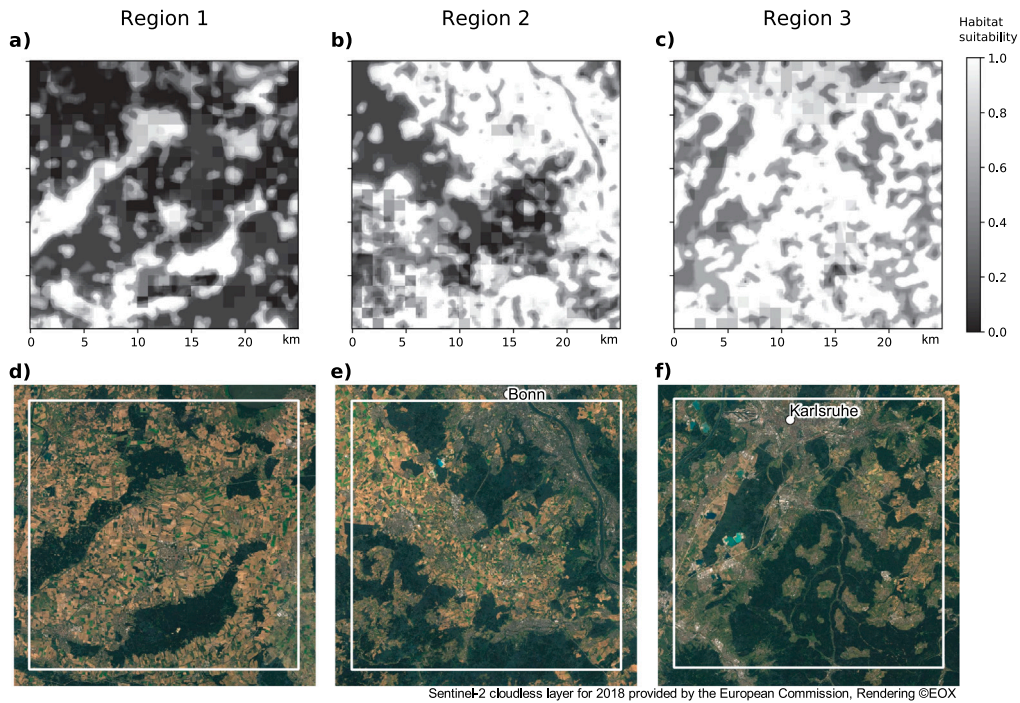 Region 1
Region 2
Region 3
Habitat
suitability
a)
b)
c)
1.0
0.8
0.6
0.4
0.2
0.0
0 5 10 15 20 km
0 5 10 15 20 km
0 5 10 15 20 km
d)
e)
f)
Bonn
Karlsruhe
Sentinel-2 cloudless layer for 2018 provided by the European Commission, Rendering ©EOX